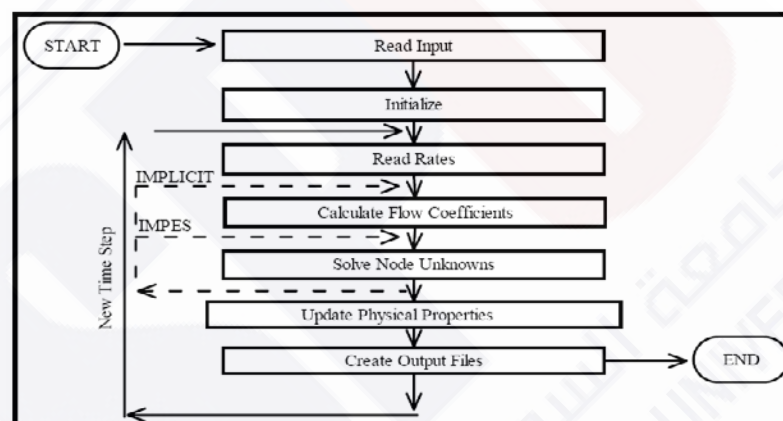 START
Read Input
Initialize
Read Rates
IMPLICIT
Calculate Flow Coefficients
IMPES
Solve Node Unknowns
New Time Step
Update Physical Properties
Create Output Files
END
جامعة